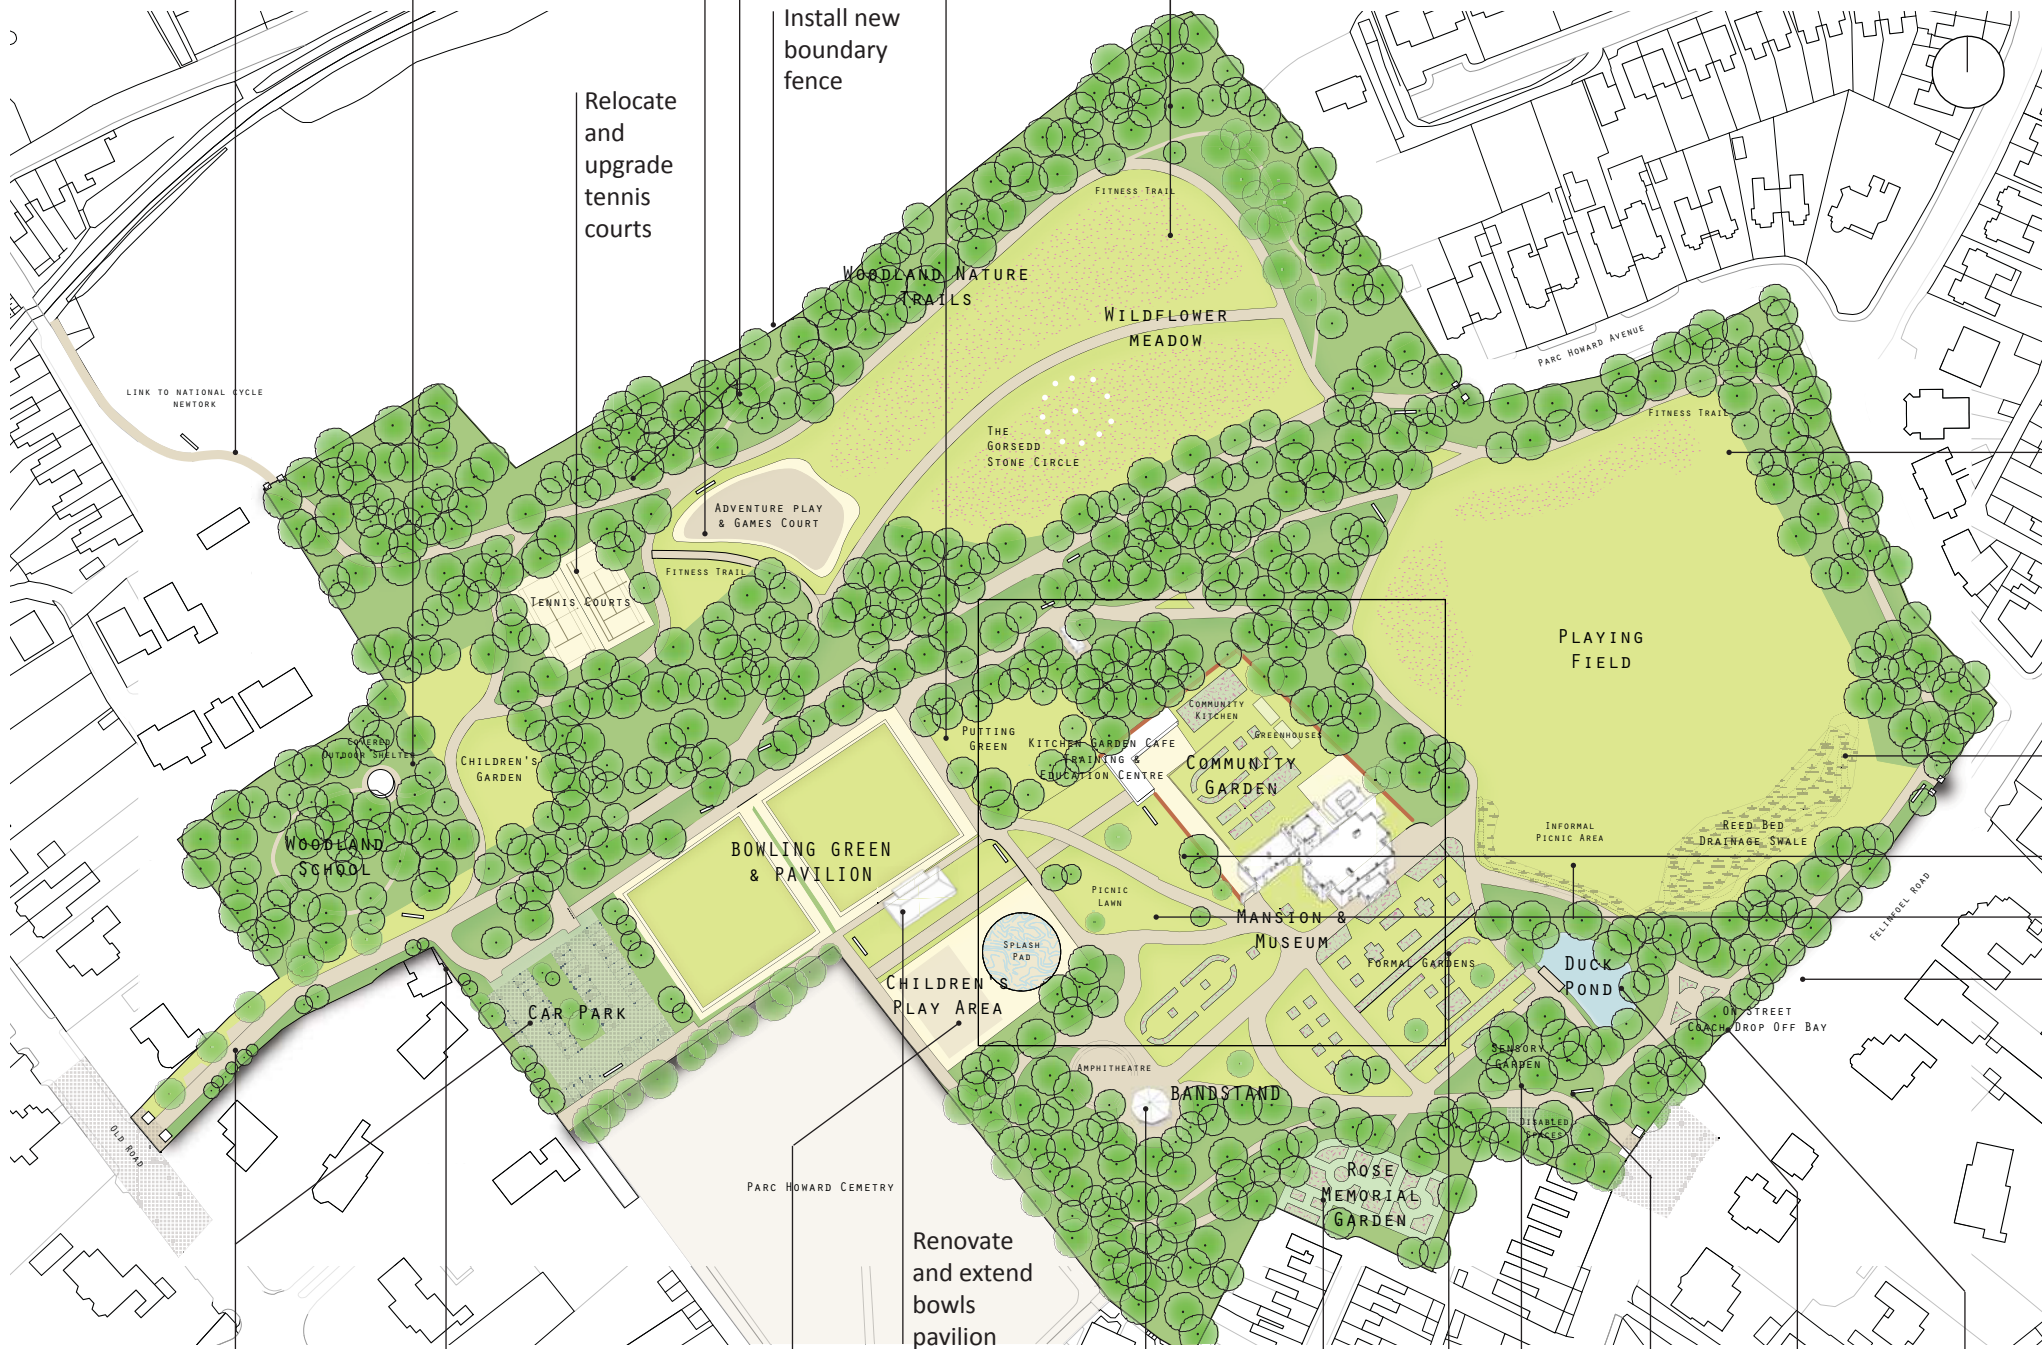 Install new
boundary
fence
Relocate
and
upgrade
tennis
courts
Fitness Trail
Woodland Nature
Trails
Wildflower
meadow
Parc Howard Avenue
link to national cycle
newtork
Fitness Trail
The
Gorsedd
Stone Circle
Adventure play
& Games Court
Fitness Trail
Tennis Courts
Playing
Field
Community
Kitchen
Greenhouses
Putting
Green
Kitchen Garden Cafe
Training &
Education Centre
Community
Garden
Covered
Outdoor Shelter
Children's
Garden
Woodland
School
Bowling Green
& Pavilion
Informal
Picnic Area
Reed Bed
Drainage Swale
Picnic
Lawn
Mansion &
Museum
Felinfoel Road
Splash
Pad
Formal Gardens
Duck
Pond
Children's
Play Area
Car Park
On Street
Coach Drop Off Bay
Sensory
Garden
Amphitheatre
Bandstand
Disabled
Spaces
Old Road
Parc Howard Cemetry
Rose
Memorial
Garden
Renovate
and extend
bowls
pavilion